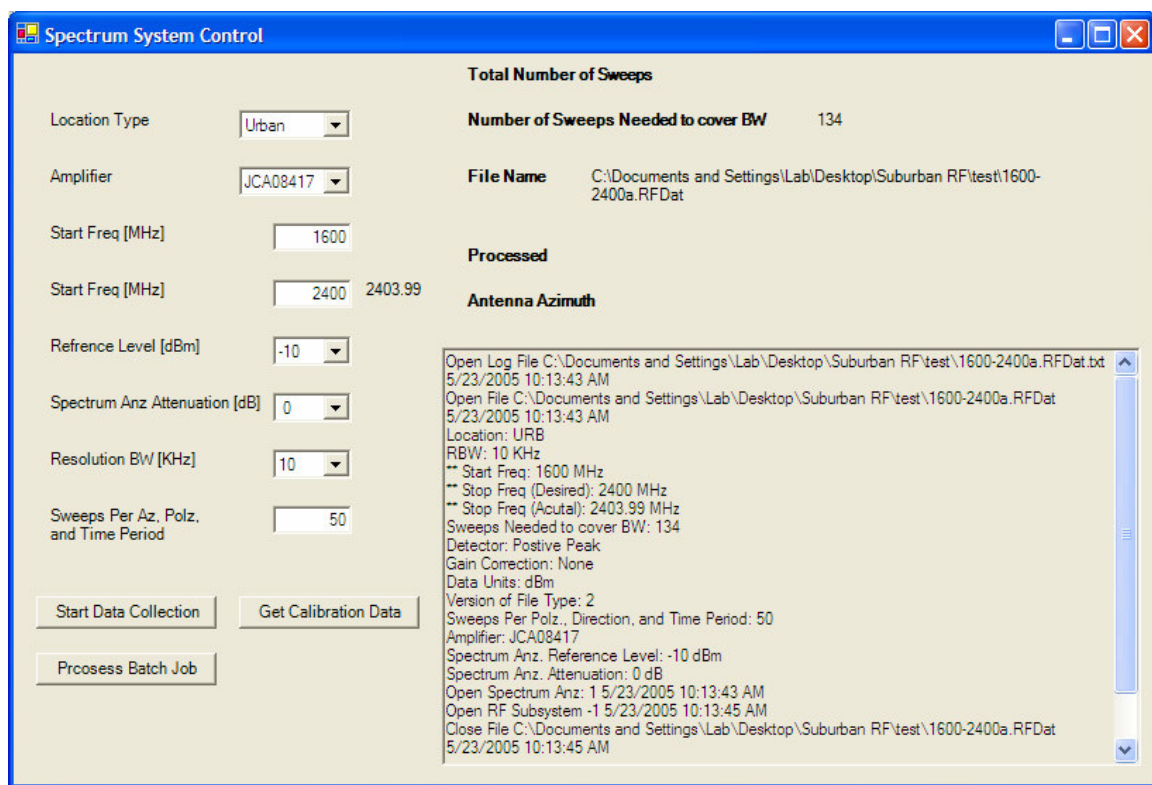 Spectrum System Control
Location Type
Urban
Amplifier
JCA08417
Start Freq [MHz]
1600
Start Freq [MHz]
2400 2403.99
Refrence Level [dBm]
-10
Spectrum Anz Attenuation [dB]
0
Resolution BW [KHz]
10
Sweeps Per Az, Polz,
and Time Period
50
Start Data Collection
Get Calibration Data
Prcosess Batch Job
Total Number of Sweeps
Number of Sweeps Needed to cover BW 134
File Name C:\Documents and Settings\Lab\Desktop\Suburban RF\test\1600-
2400a.RFDat
Processed
Antenna Azimuth
Open Log File C:\Documents and Settings\Lab\Desktop\Suburban RF\test\1600-2400a.RFDat.txt
5/23/2005 10:13:43 AM
Open File C:\Documents and Settings\Lab\Desktop\Suburban RF\test\1600-2400a.RFDat
5/23/2005 10:13:43 AM
Location: URB
RBW: 10 KHz
** Start Freq: 1600 MHz
** Stop Freq (Desired): 2400 MHz
** Stop Freq (Acutal): 2403.99 MHz
Sweeps Needed to cover BW: 134
Detector: Postive Peak
Gain Correction: None
Data Units: dBm
Version of File Type: 2
Sweeps Per Polz., Direction, and Time Period: 50
Amplifier: JCA08417
Spectrum Anz. Reference Level: -10 dBm
Spectrum Anz. Attenuation: 0 dB
Open Spectrum Anz: 1 5/23/2005 10:13:43 AM
Open RF Subsystem -1 5/23/2005 10:13:45 AM
Close File C:\Documents and Settings\Lab\Desktop\Suburban RF\test\1600-2400a.RFDat
5/23/2005 10:13:45 AM